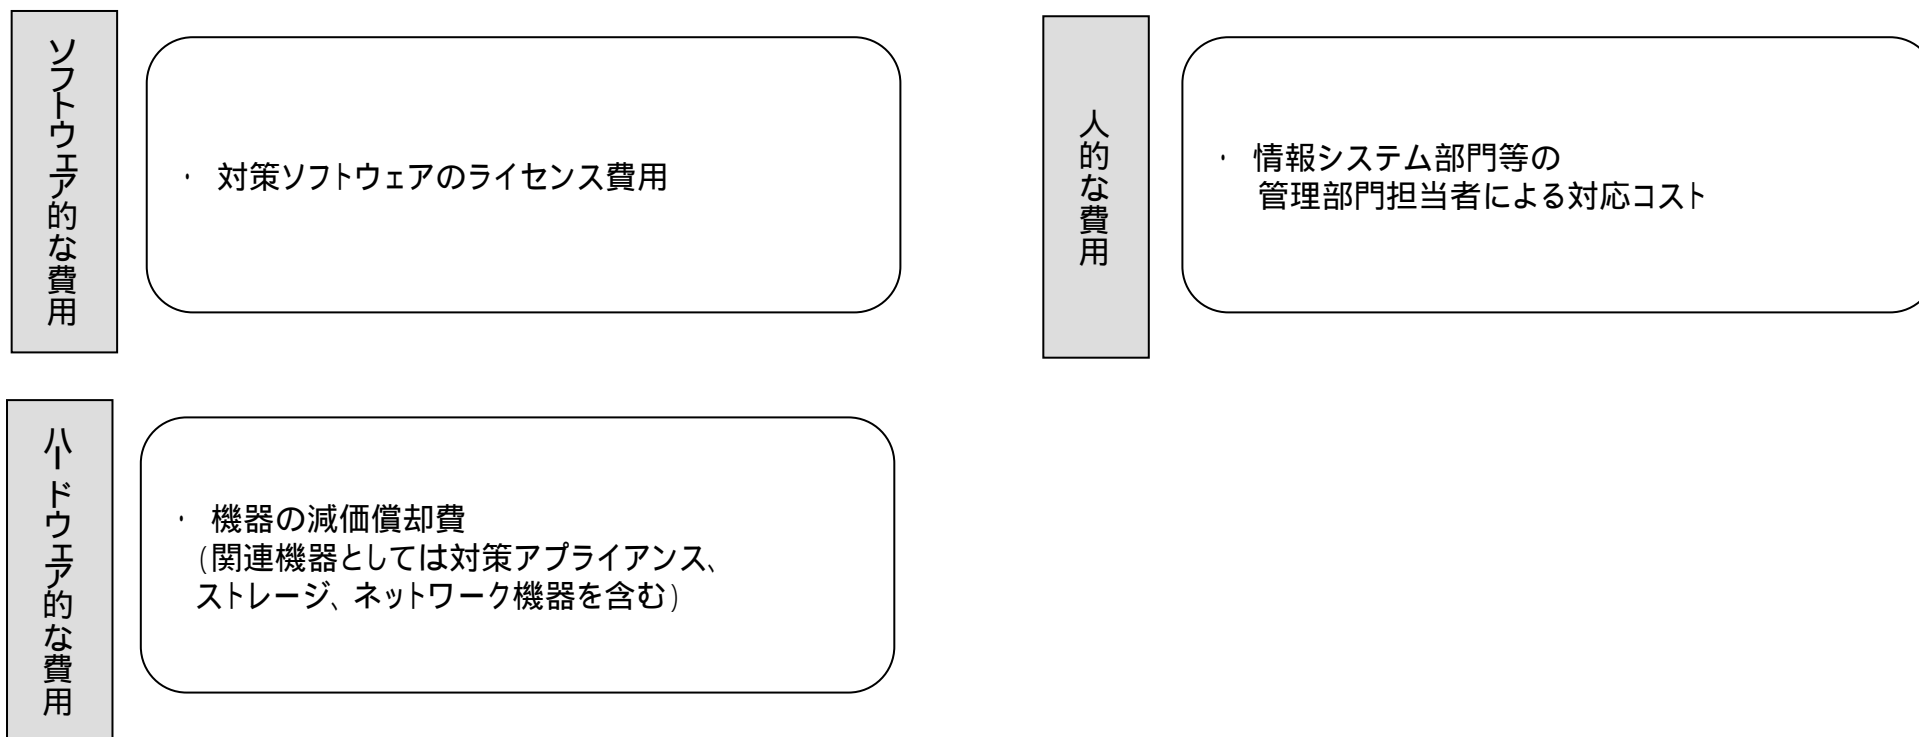 ソフトウェア的な費用
・ 対策ソフトウェアのライセンス費用
人的な費用
・ 情報システム部門等の
管理部門担当者による対応コスト
ハードウェア的な費用
・ 機器の減価償却費
(関連機器としては対策アプライアンス、
ストレージ、ネットワーク機器を含む)